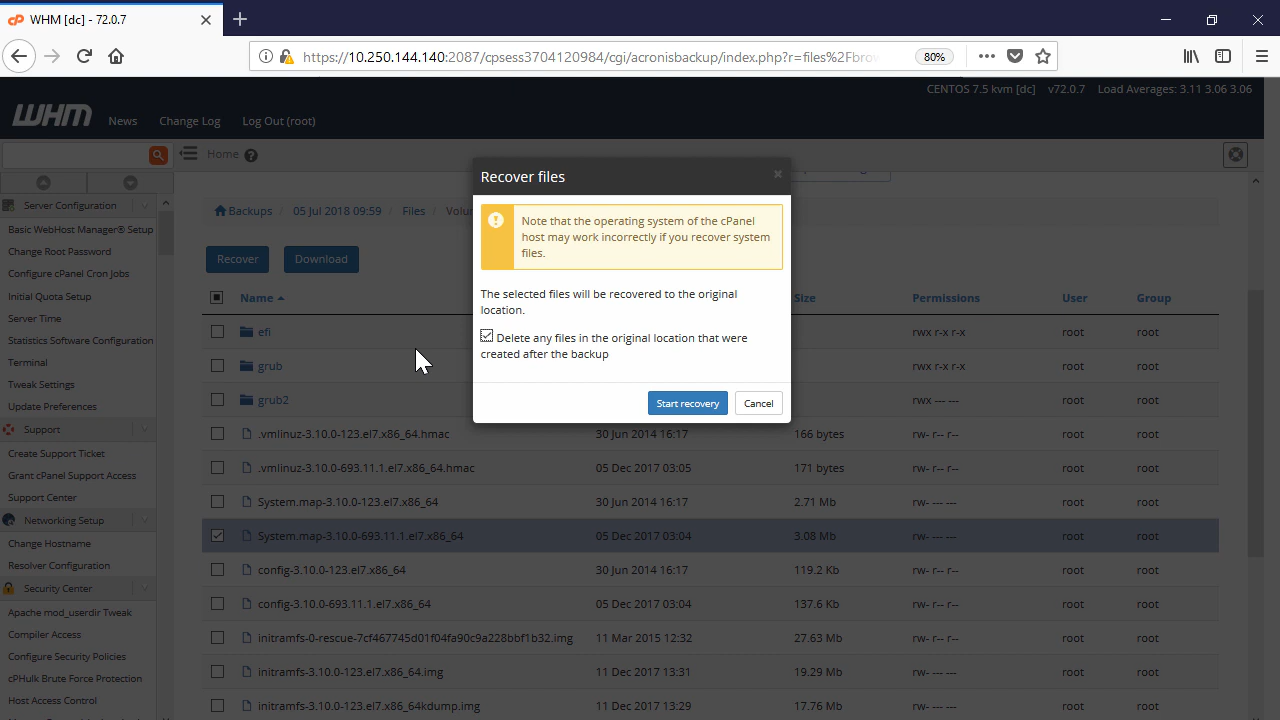 WHM [dc] - 72.0.7
https://10.250.144.140:2087/cpsess3704120984/cgi/acronisbackup/index.php?r=files%2Fbrow
80%
CENTOS 7.5 kvm [dc] v72.0.7 Load Averages: 3.11 3.06 3.06
WHM
News Change Log Log Out (root)
Home
Server Configuration
Basic WebHost Manager® Setup
Change Root Password
Configure cPanel Cron Jobs
Initial Quota Setup
Server Time
Statistics Software Configuration
Terminal
Tweak Settings
Update Preferences
Support
Create Support Ticket
Grant cPanel Support Access
Support Center
Networking Setup
Change Hostname
Resolver Configuration
Security Center
Apache mod_userdir Tweak
Compiler Access
Configure Security Policies
cPHulk Brute Force Protection
Host Access Control
Backups / 05 Jul 2018 09:59 / Files / Volu
Recover Download
Name Size Permissions User Group
efi rwx r-x r-x root root
grub rwx r-x r-x root root
grub2 rwx --- --- root root
.vmlinuz-3.10.0-123.el7.x86_64.hmac 30 Jun 2014 16:17 166 bytes rw- r-- r-- root root
.vmlinuz-3.10.0-693.11.1.el7.x86_64.hmac 05 Dec 2017 03:05 171 bytes rw- r-- r-- root root
System.map-3.10.0-123.el7.x86_64 30 Jun 2014 16:17 2.71 Mb rw- --- --- root root
System.map-3.10.0-693.11.1.el7.x86_64 05 Dec 2017 03:04 3.08 Mb rw- --- --- root root
config-3.10.0-123.el7.x86_64 30 Jun 2014 16:17 119.2 Kb rw- r-- r-- root root
config-3.10.0-693.11.1.el7.x86_64 05 Dec 2017 03:04 137.6 Kb rw- r-- r-- root root
initramfs-0-rescue-7cf467745d01f04fa90c9a228bbf1b32.img 11 Mar 2015 12:32 27.63 Mb rw- r-- r-- root root
initramfs-3.10.0-123.el7.x86_64.img 11 Dec 2017 13:31 19.29 Mb rw- --- --- root root
initramfs-3.10.0-123.el7.x86_64kdump.img 11 Dec 2017 13:29 17.76 Mb rw- --- --- root root
Recover files
Note that the operating system of the cPanel
host may work incorrectly if you recover system
files.
The selected files will be recovered to the original
location.
Delete any files in the original location that were
created after the backup
Start recovery Cancel